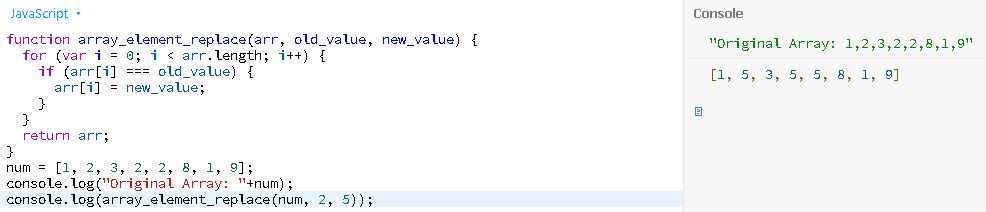 JavaScript
function array_element_replace(arr, old_value, new_value) {
  for (var i = 0; i < arr.length; i++) {
    if (arr[i] === old_value) {
      arr[i] = new_value;
    }
  }
  return arr;
}
num = [1, 2, 3, 2, 2, 8, 1, 9];
console.log("Original Array: "+num);
console.log(array_element_replace(num, 2, 5));
Console
"Original Array: 1,2,3,2,2,8,1,9"
[1, 5, 3, 5, 5, 8, 1, 9]